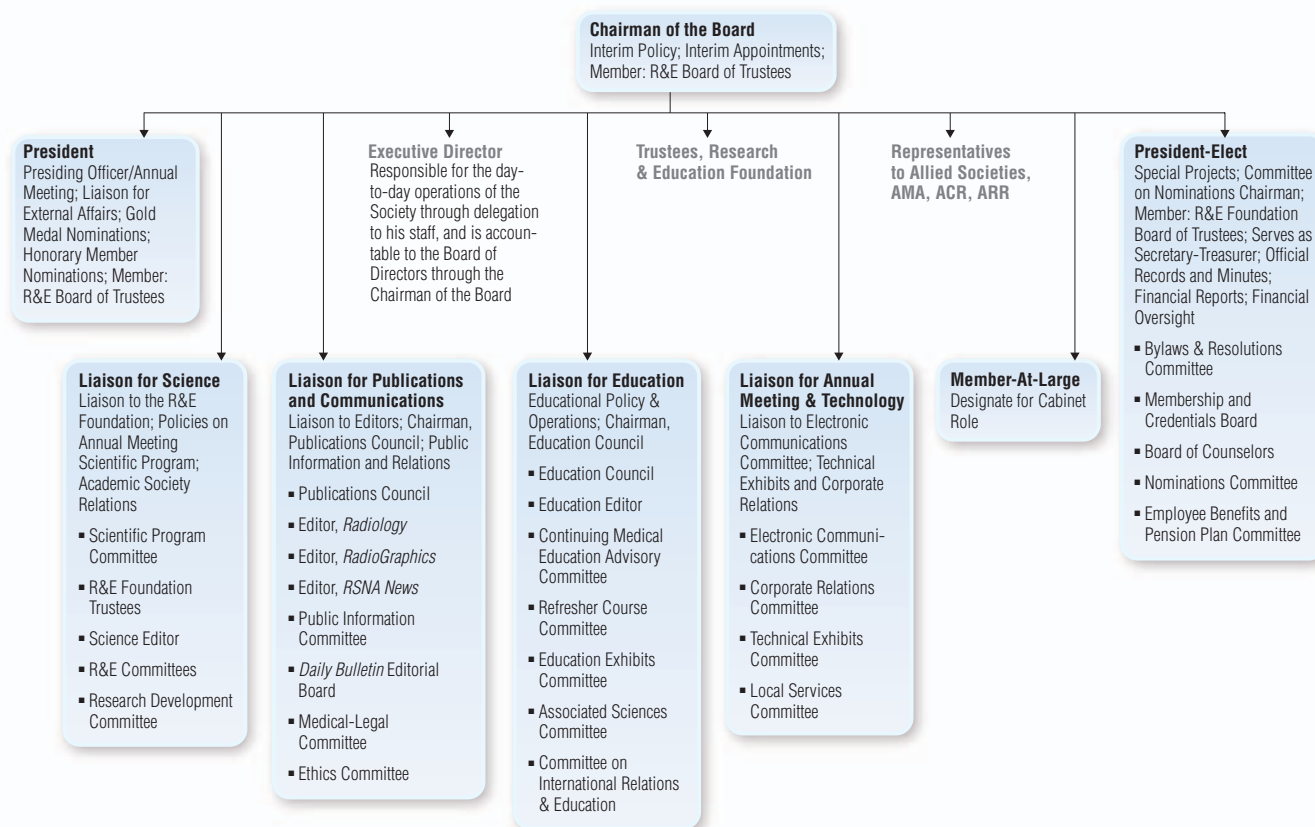 Chairman of the Board
Interim Policy; Interim Appointments;
Member: R&E Board of Trustees
President
Presiding Officer/Annual
Meeting; Liaison for
External Affairs; Gold
Medal Nominations;
Honorary Member
Nominations; Member:
R&E Board of Trustees
Executive Director
Responsible for the day-
to-day operations of the
Society through delegation
to his staff, and is accoun-
table to the Board of
Directors through the
Chairman of the Board
Trustees, Research
& Education Foundation
Representatives
to Allied Societies,
AMA, ACR, ARR
President-Elect
Special Projects; Committee
on Nominations Chairman;
Member: R&E Foundation
Board of Trustees; Serves as
Secretary-Treasurer; Official
Records and Minutes;
Financial Reports; Financial
Oversight
▪ Bylaws & Resolutions
Committee
▪ Membership and
Credentials Board
▪ Board of Counselors
▪ Nominations Committee
▪ Employee Benefits and
Pension Plan Committee
Liaison for Science
Liaison to the R&E
Foundation; Policies on
Annual Meeting
Scientific Program;
Academic Society
Relations
▪ Scientific Program
Committee
▪ R&E Foundation
Trustees
▪ Science Editor
▪ R&E Committees
▪ Research Development
Committee
Liaison for Publications
and Communications
Liaison to Editors; Chairman,
Publications Council; Public
Information and Relations
▪ Publications Council
▪ Editor, Radiology
▪ Editor, RadioGraphics
▪ Editor, RSNA News
▪ Public Information
Committee
▪ Daily Bulletin Editorial
Board
▪ Medical-Legal
Committee
▪ Ethics Committee
Liaison for Education
Educational Policy &
Operations; Chairman,
Education Council
▪ Education Council
▪ Education Editor
▪ Continuing Medical
Education Advisory
Committee
▪ Refresher Course
Committee
▪ Education Exhibits
Committee
▪ Associated Sciences
Committee
▪ Committee on
International Relations
& Education
Liaison for Annual
Meeting & Technology
Liaison to Electronic
Communications
Committee; Technical
Exhibits and Corporate
Relations
▪ Electronic Communi-
cations Committee
▪ Corporate Relations
Committee
▪ Technical Exhibits
Committee
▪ Local Services
Committee
Member-At-Large
Designate for Cabinet
Role